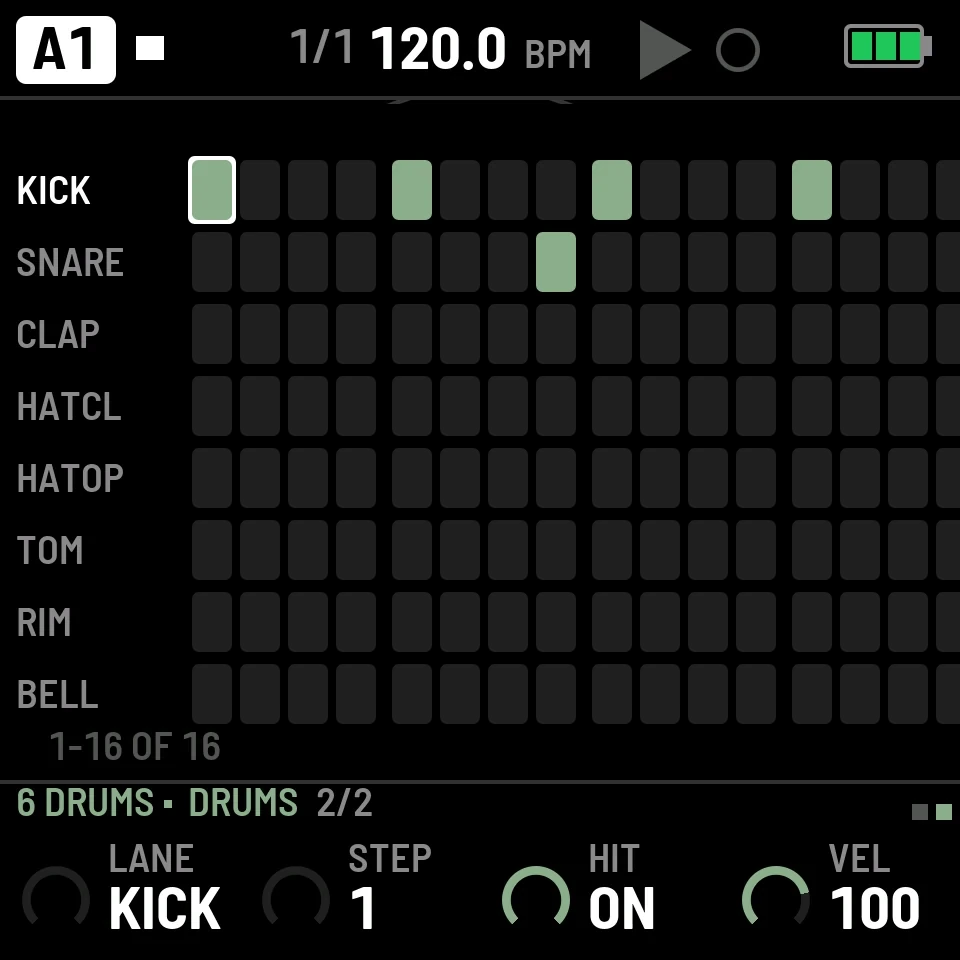 A1 1/1 120.0 BPM
KICK
SNARE
CLAP
HATCL
HATOP
TOM
RIM
BELL
1-16 OF 16
6 DRUMS · DRUMS 2/2
LANE STEP HIT VEL
KICK 1 ON 100